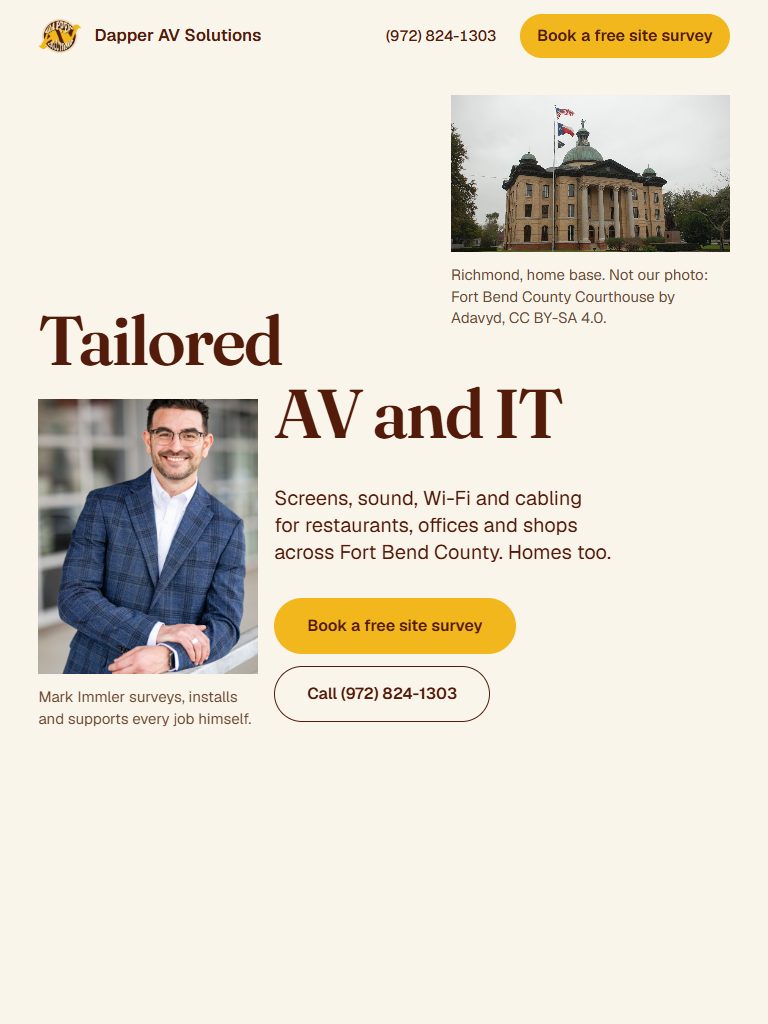 Dapper AV Solutions
(972) 824-1303
Book a free site survey
Richmond, home base. Not our photo:
Fort Bend County Courthouse by
Adavyd, CC BY-SA 4.0.
Tailored
AV and IT
Screens, sound, Wi-Fi and cabling
for restaurants, offices and shops
across Fort Bend County. Homes too.
Book a free site survey
Call (972) 824-1303
Mark Immler surveys, installs
and supports every job himself.